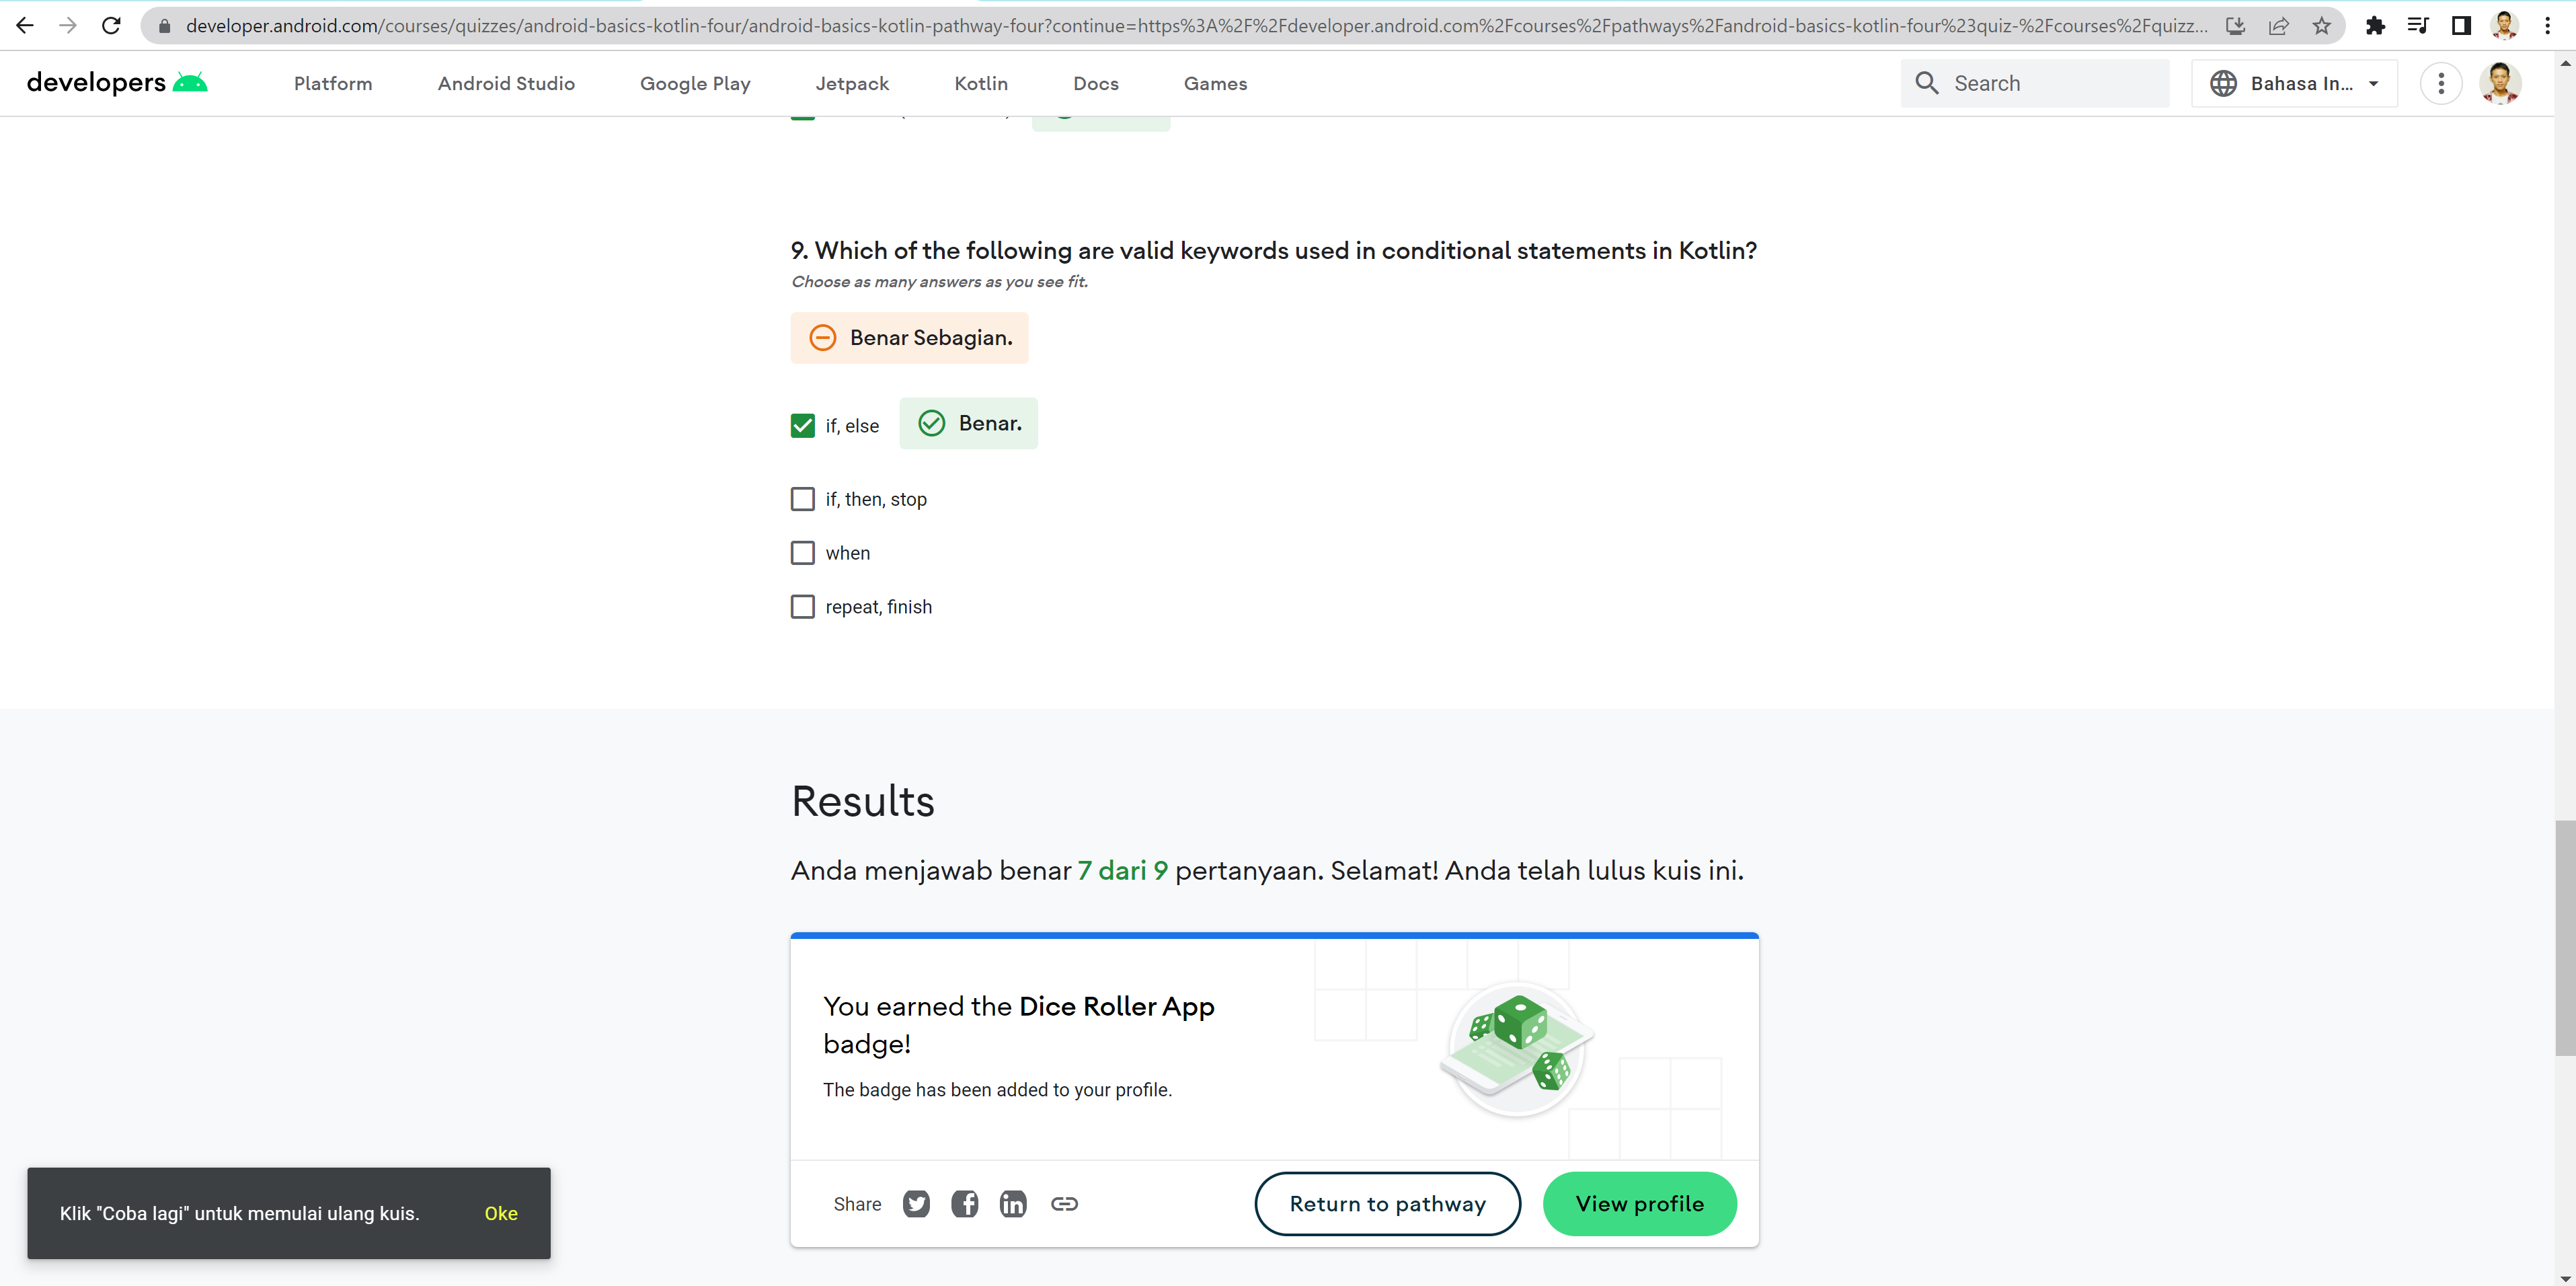 developer.android.com/courses/quizzes/android-basics-kotlin-four/android-basics-kotlin-pathway-four?continue=https%3A%2F%2Fdeveloper.android.com%2Fcourses%2Fpathways%2Fandroid-basics-kotlin-four%23quiz-%2Fcourses%2Fquizz...
developers Platform Android Studio Google Play Jetpack Kotlin Docs Games Search Bahasa In...
9. Which of the following are valid keywords used in conditional statements in Kotlin?
Choose as many answers as you see fit.
Benar Sebagian.
if, else Benar.
if, then, stop
when
repeat, finish
Results
Anda menjawab benar 7 dari 9 pertanyaan. Selamat! Anda telah lulus kuis ini.
You earned the Dice Roller App
badge!
The badge has been added to your profile.
Share Return to pathway View profile
Klik "Coba lagi" untuk memulai ulang kuis. Oke